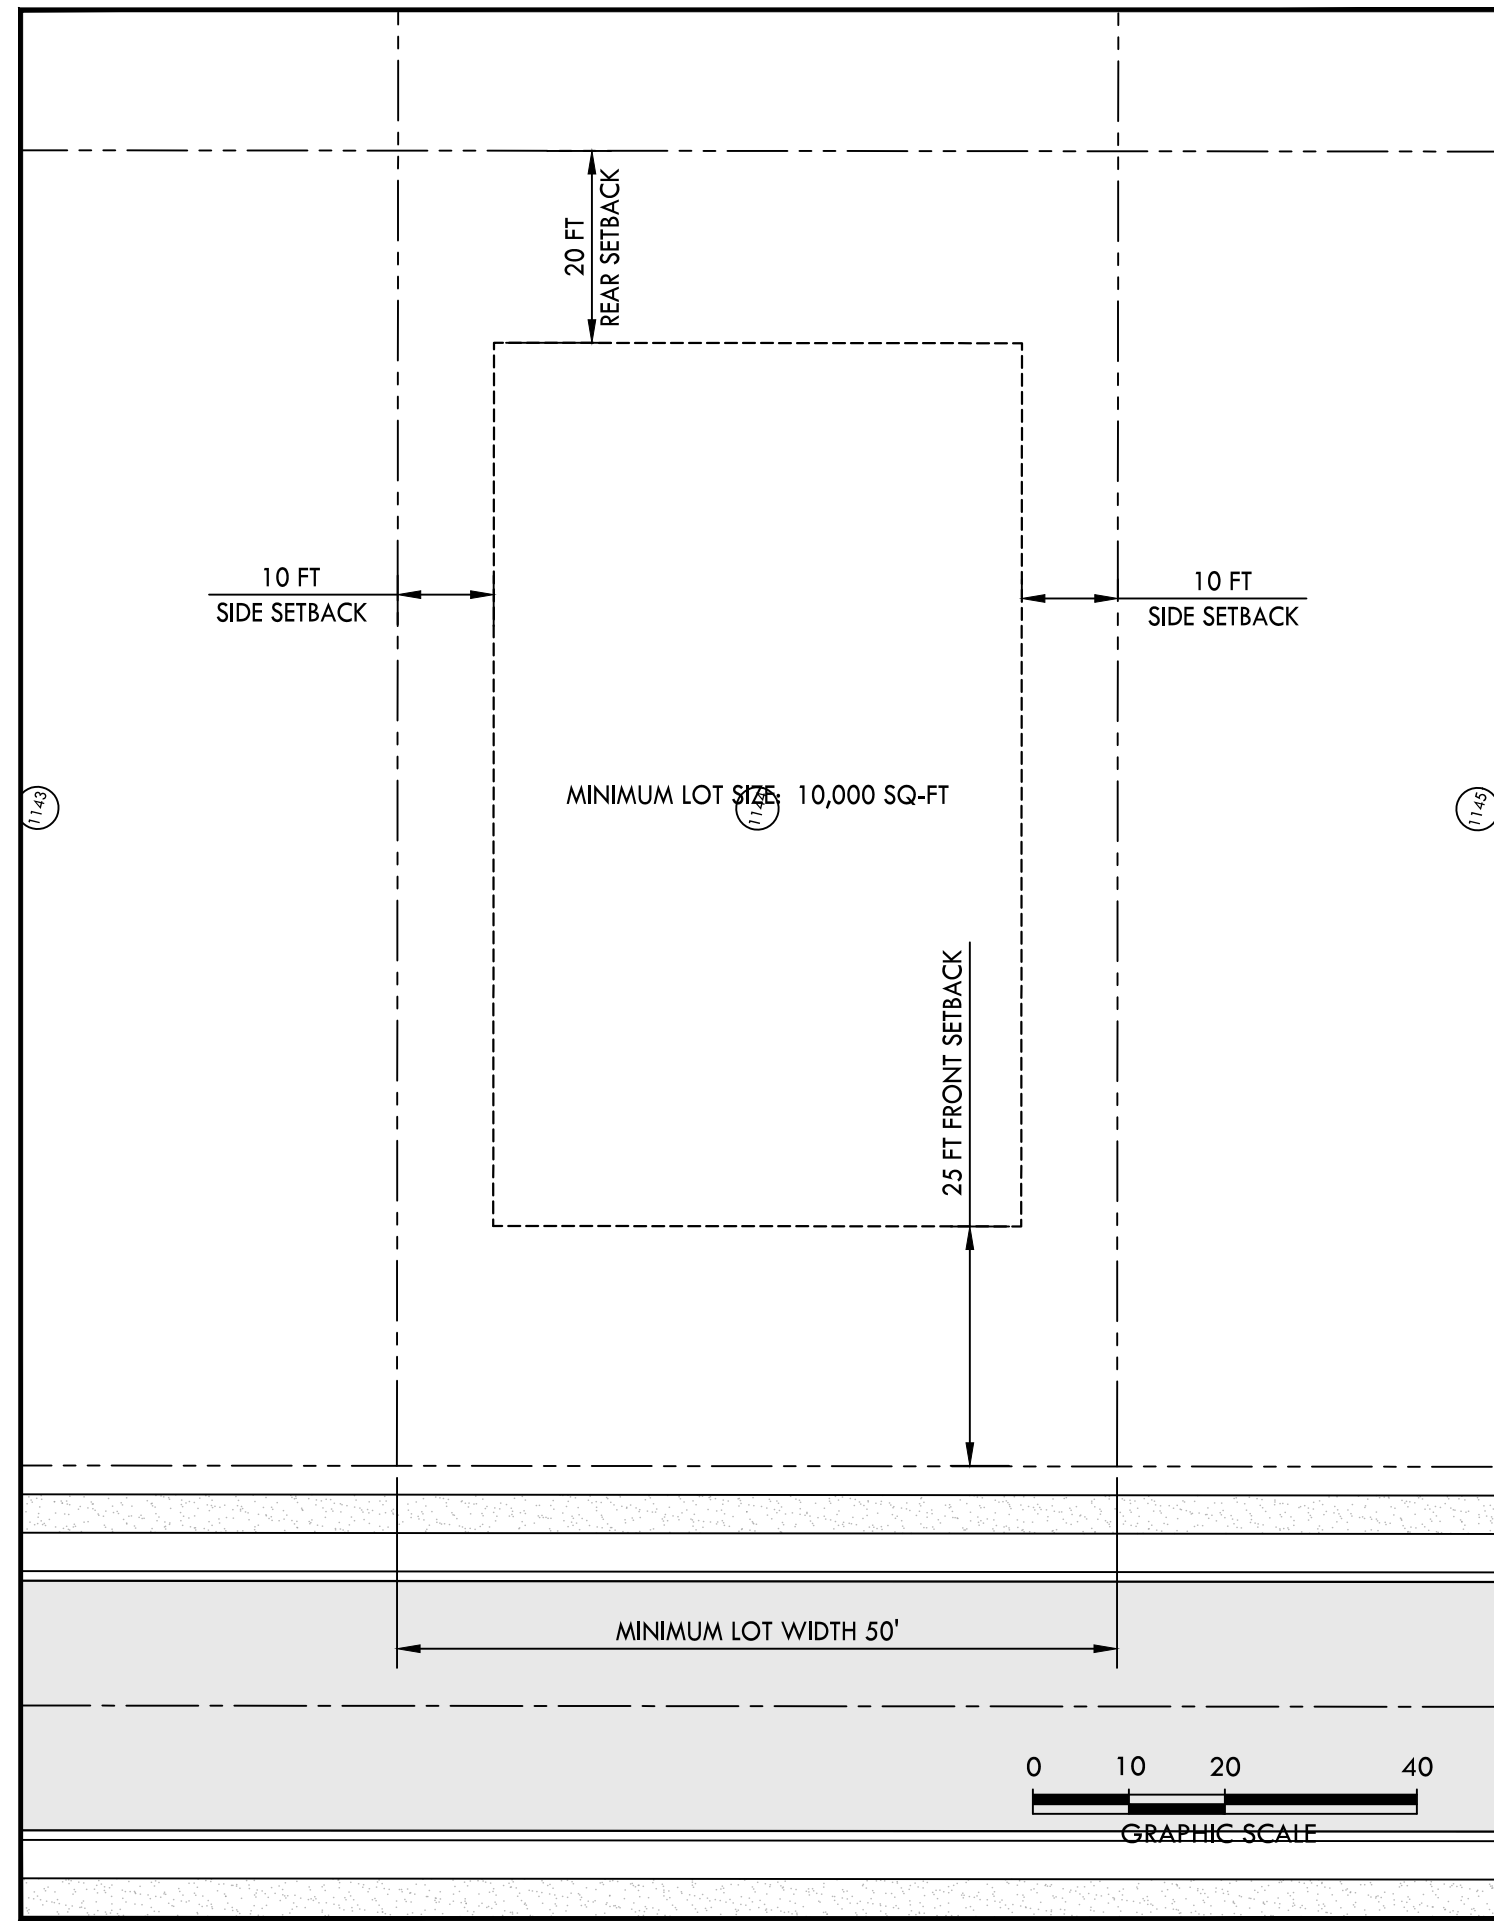 20 FT
REAR SETBACK
10 FT
SIDE SETBACK
10 FT
SIDE SETBACK
MINIMUM LOT SIZE: 10,000 SQ-FT
1143
1144
1145
25 FT FRONT SETBACK
MINIMUM LOT WIDTH 50'
0 10 20 40
GRAPHIC SCALE